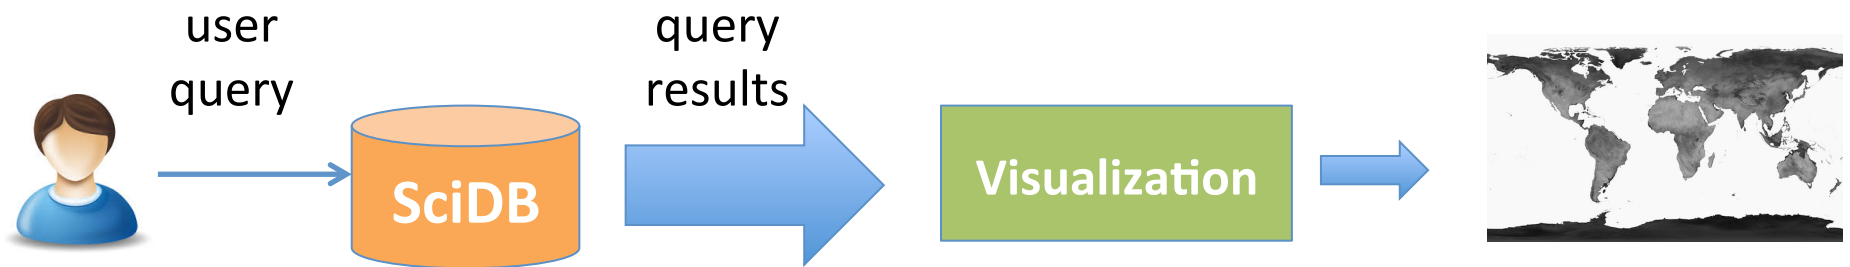 user
query
SciDB
query
results
Visualization